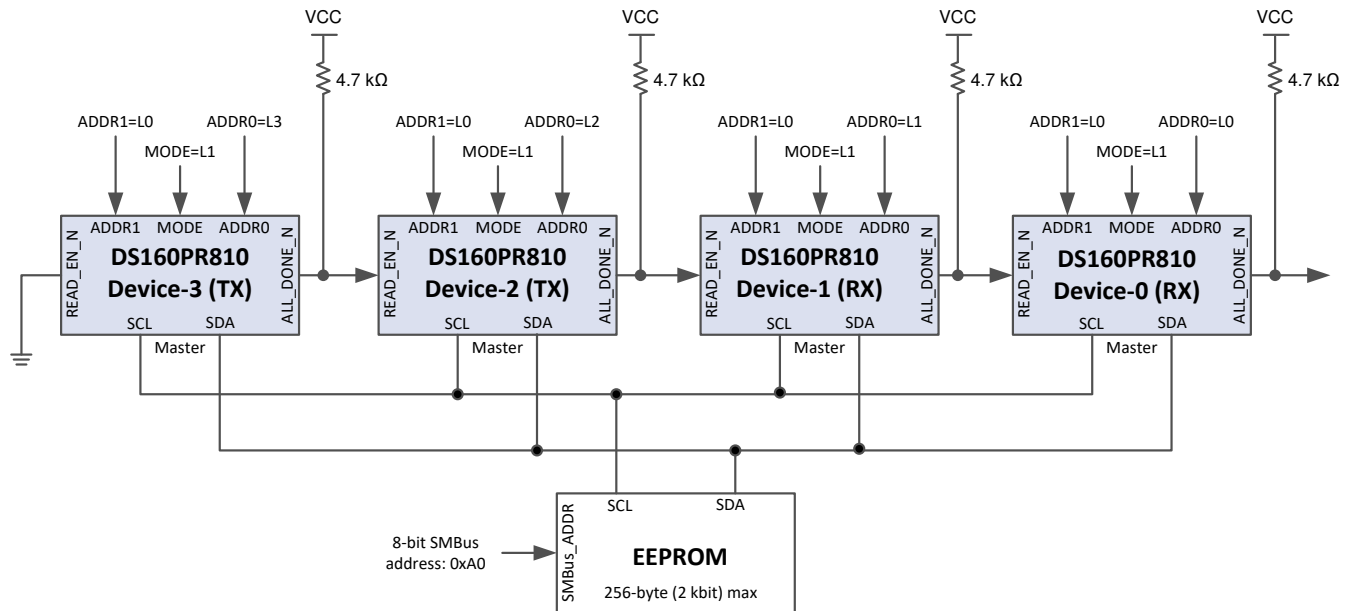 VCC
VCC
VCC
VCC
4.7 kΩ
4.7 kΩ
4.7 kΩ
4.7 kΩ
ADDR1=L0
ADDR0=L3
MODE=L1
ADDR1=L0
ADDR0=L2
MODE=L1
ADDR1=L0
ADDR0=L1
MODE=L1
ADDR1=L0
ADDR0=L0
MODE=L1
READ_EN_N
ADDR1
MODE
ADDR0
ALL_DONE_N
DS160PR810
Device-3 (TX)
SCL
SDA
Master
READ_EN_N
ADDR1
MODE
ADDR0
ALL_DONE_N
DS160PR810
Device-2 (TX)
SCL
SDA
Master
READ_EN_N
ADDR1
MODE
ADDR0
ALL_DONE_N
DS160PR810
Device-1 (RX)
SCL
SDA
Master
READ_EN_N
ADDR1
MODE
ADDR0
ALL_DONE_N
DS160PR810
Device-0 (RX)
SCL
SDA
Master
8-bit SMBus
address: 0xA0
SMBus_ADDR
SCL
SDA
EEPROM
256-byte (2 kbit) max